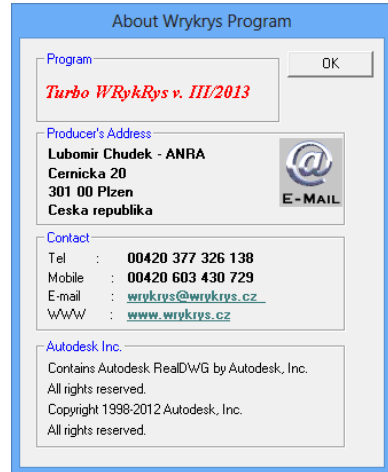 About Wrykrys Program
Program
OK
Turbo WRykRys v. III/2013
Producer's Address
Lubomir Chudek - ANRA
Cernicka 20
301 00 Plzen
Ceska republika
E-MAIL
Contact
Tel : 00420 377 326 138
Mobile : 00420 603 430 729
E-mail : wrykrys@wrykrys.cz
WWW : www.wrykrys.cz
Autodesk Inc.
Contains Autodesk RealDWG by Autodesk, Inc.
All rights reserved.
Copyright 1998-2012 Autodesk, Inc.
All rights reserved.